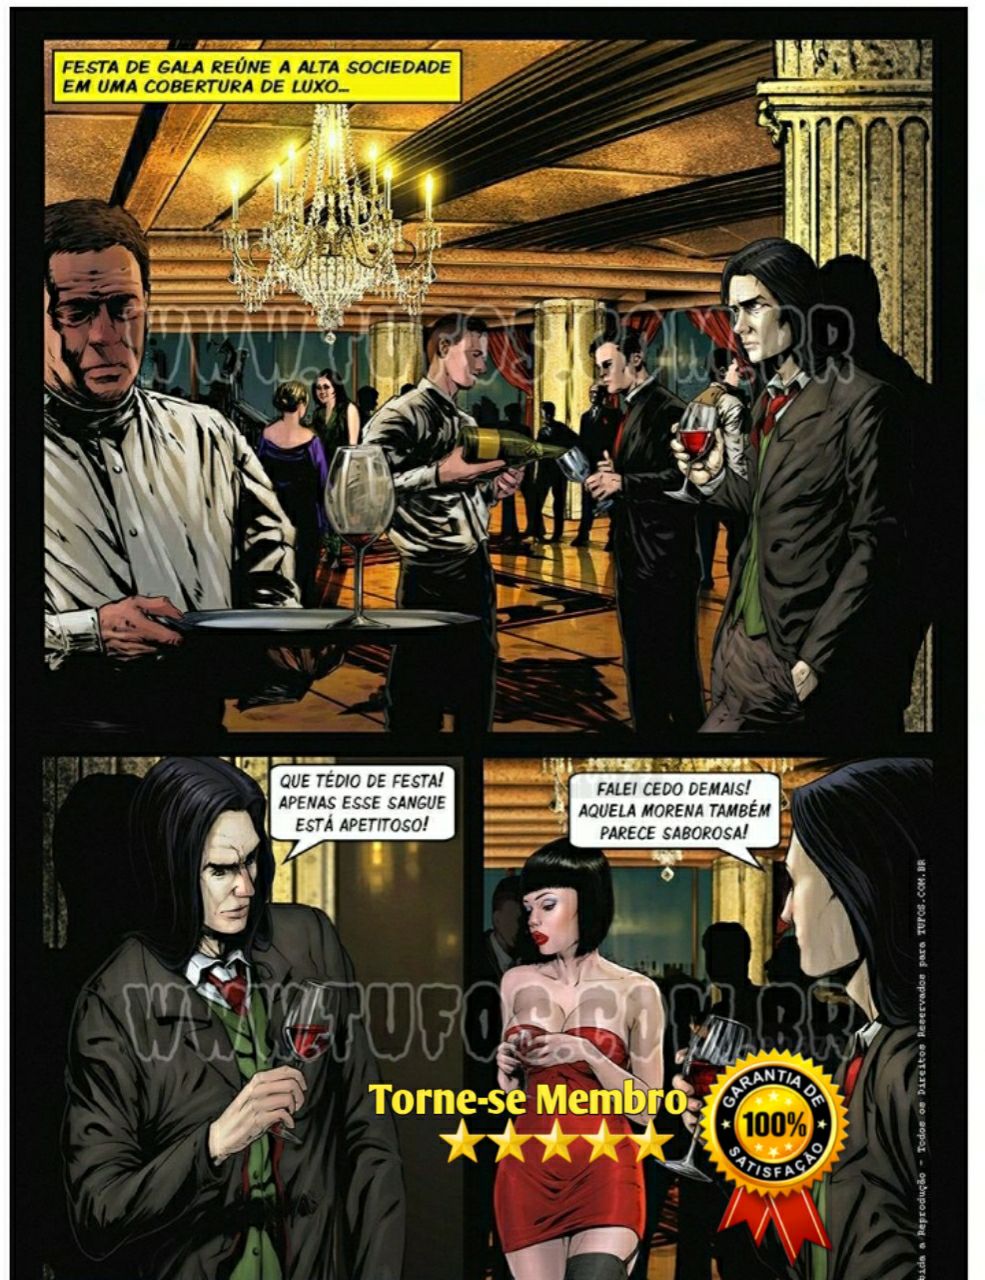 FESTA DE GALA REÚNE A ALTA SOCIEDADE
EM UMA COBERTURA DE LUXO...
WWW.TUFOS.COM.BR
QUE TÉDIO DE FESTA!
APENAS ESSE SANGUE
ESTÁ APETITOSO!
FALEI CEDO DEMAIS!
AQUELA MORENA TAMBÉM
PARECE SABOROSA!
WWW.TUFOS.COM.BR
Torne-se Membro
GARANTIA DE
100%
SATISFAÇÃO
a Reprodução - Todos os Direitos Reservados para TUFOS.COM.BR